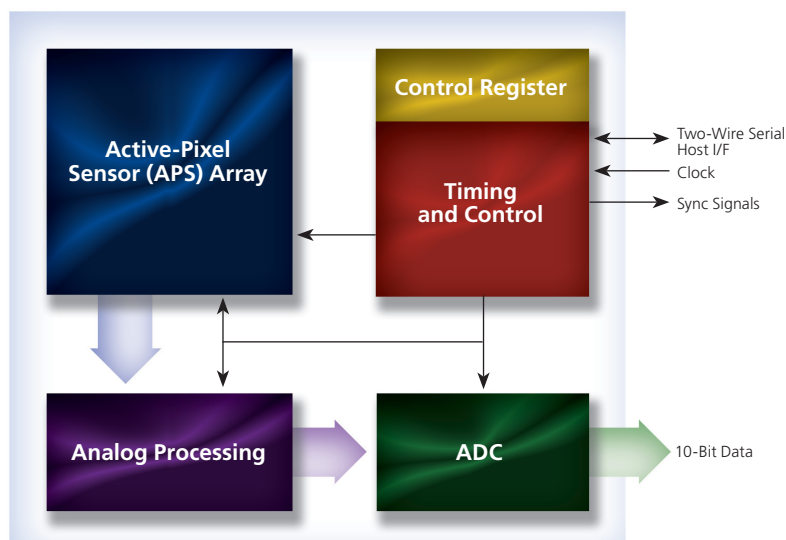 Active-Pixel
Sensor (APS) Array
Control Register
Timing
and Control
Two-Wire Serial
Host I/F
Clock
Sync Signals
Analog Processing
ADC
10-Bit Data